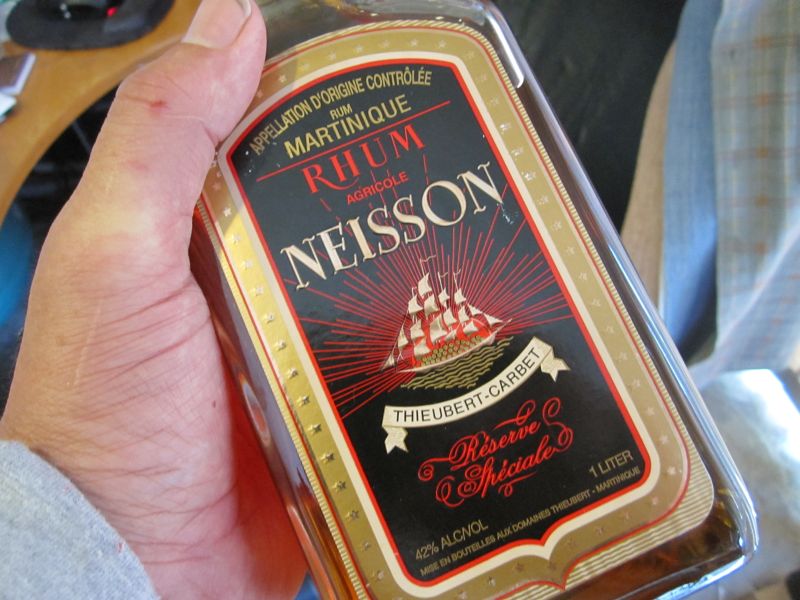 APPELLATION D'ORIGINE CONTRÔLÉE
RUM
MARTINIQUE
RHUM
AGRICOLE
NEISSON
THIEUBERT-CARBET
Réserve
Spéciale
42% ALC/VOL
1 LITER
MISE EN BOUTEILLES AUX DOMAINES THIEUBERT - MARTINIQUE